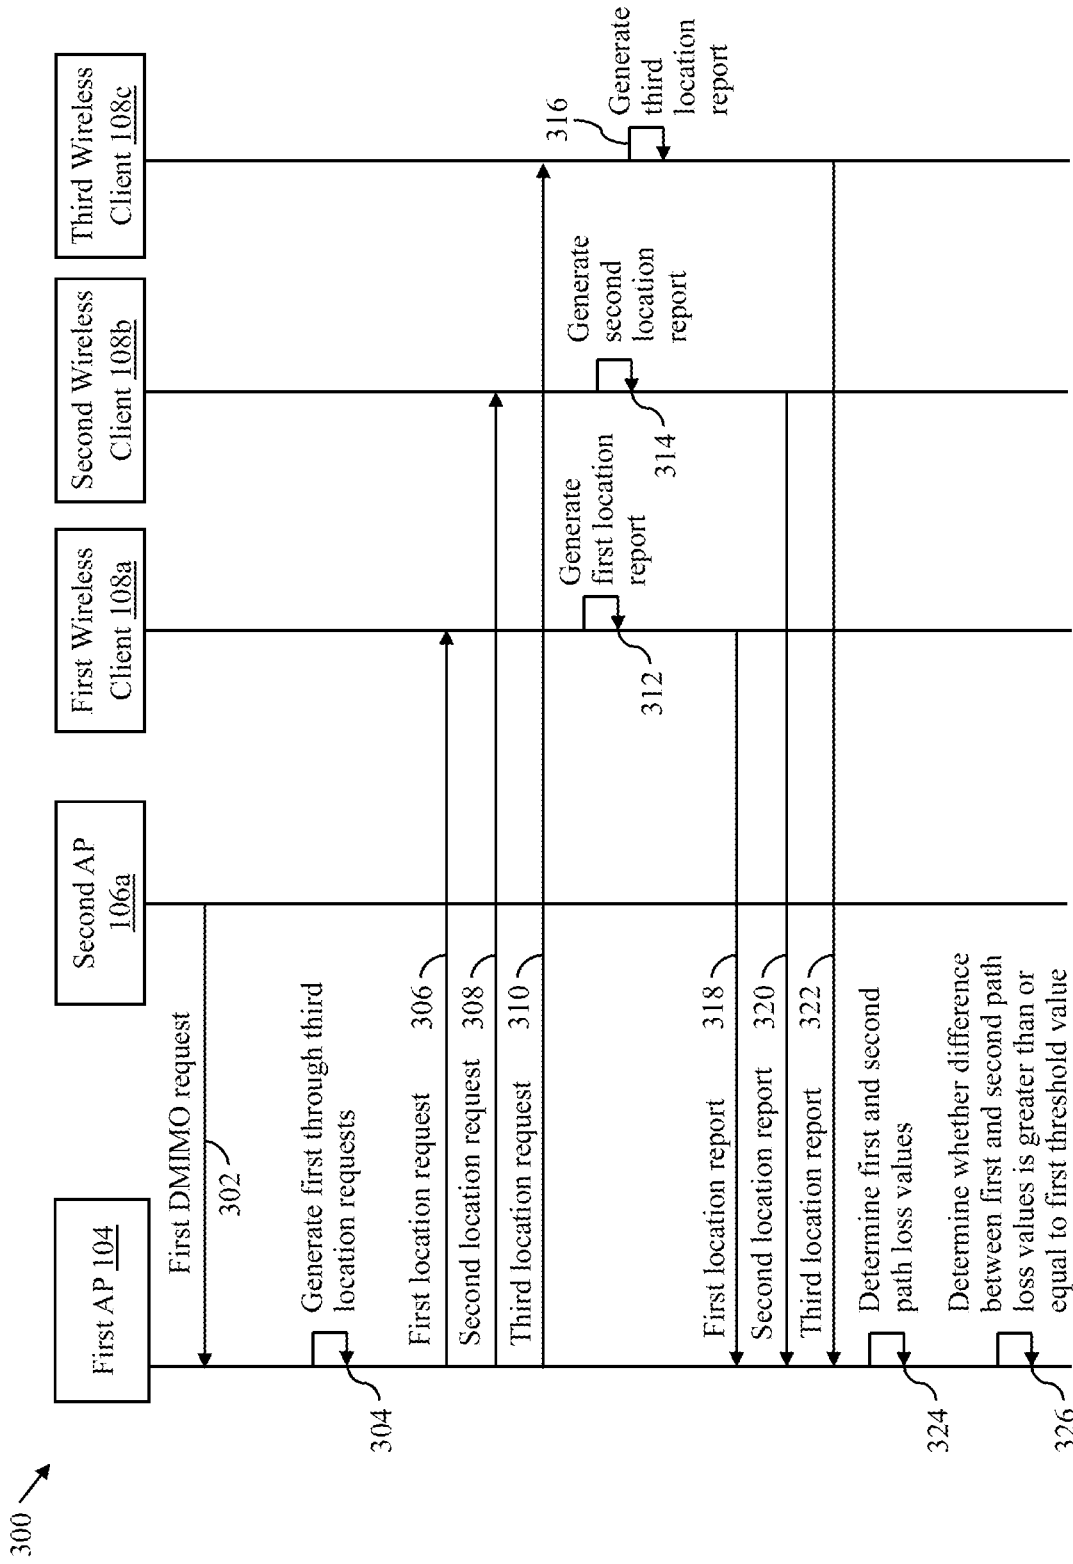 300
First AP 104
Second AP
106a
First Wireless
Client 108a
Second Wireless
Client 108b
Third Wireless
Client 108c
First DMIMO request
302
Generate first through third
location requests
304
First location request
306
Second location request
308
Third location request
310
Generate
first location
report
312
Generate
second
location
report
314
Generate
third
location
report
316
First location report
318
Second location report
320
Third location report
322
Determine first and second
path loss values
324
Determine whether difference
between first and second path
loss values is greater than or
equal to first threshold value
326